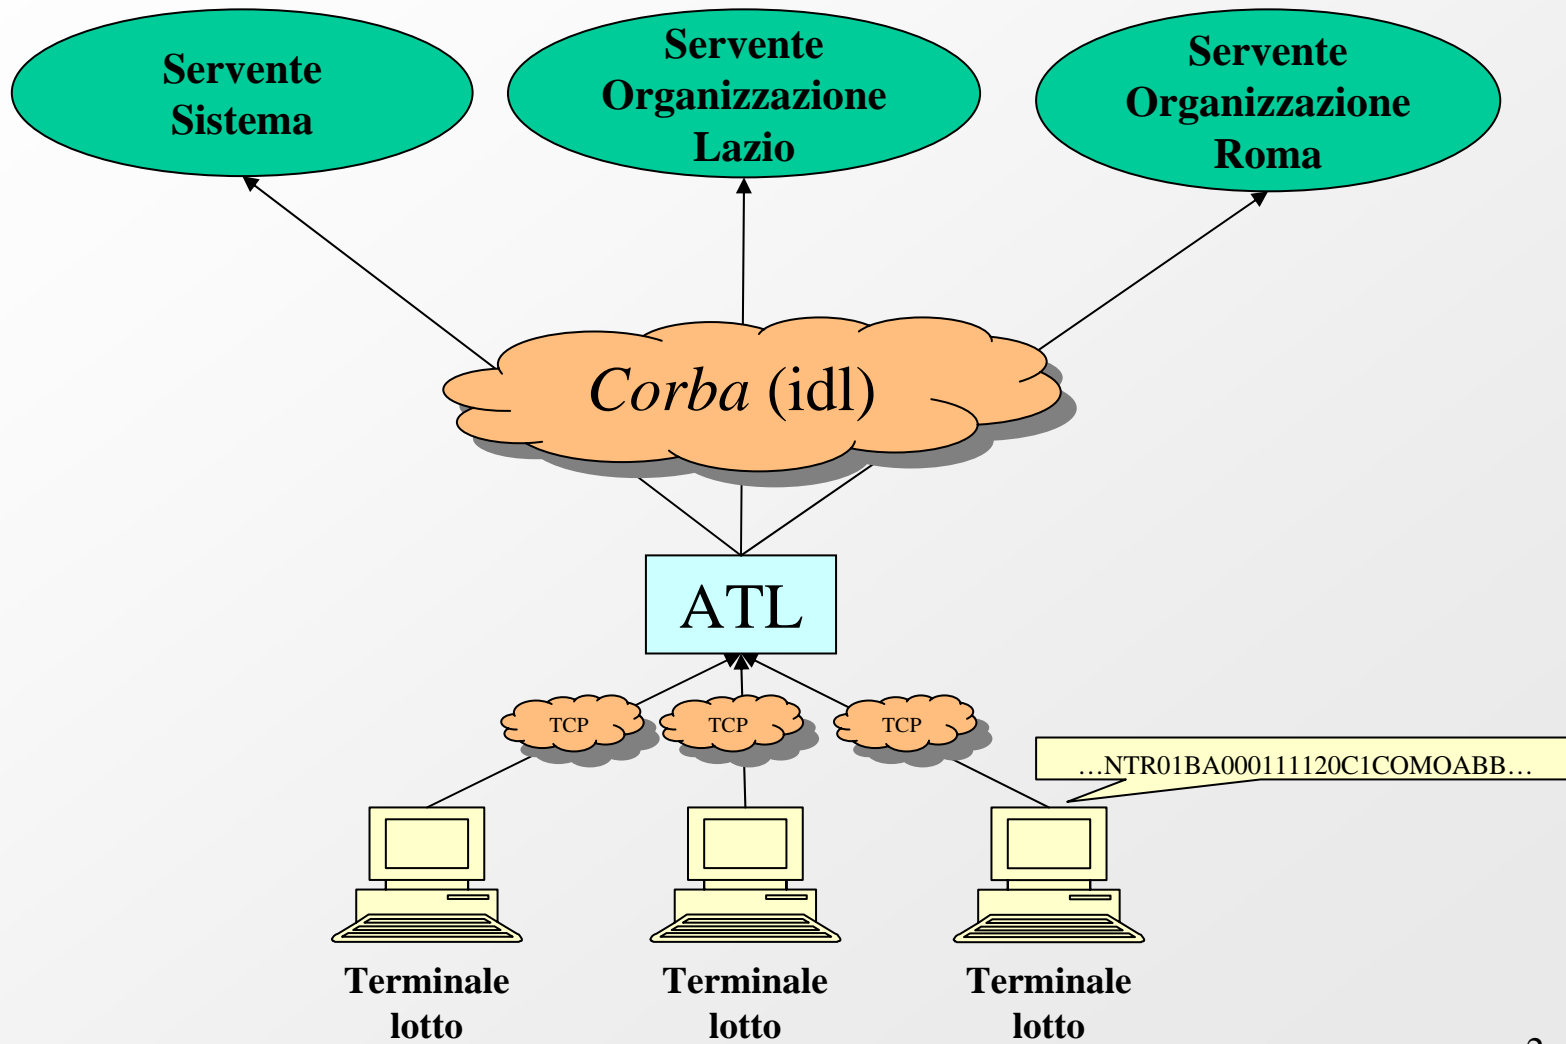 Servente
Sistema
Servente
Organizzazione
Lazio
Servente
Organizzazione
Roma
Corba (idl)
ATL
TCP
TCP
TCP
…NTR01BA000111120C1COMOABB…
Terminale
lotto
Terminale
lotto
Terminale
lotto